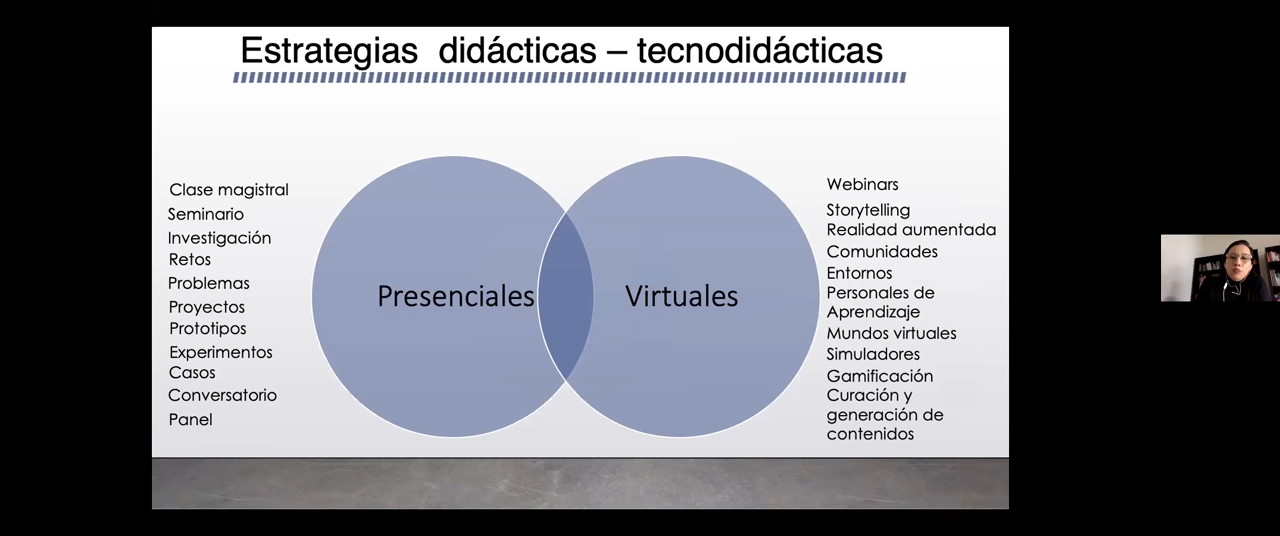 Estrategias didácticas – tecnodidácticas
Clase magistral
Seminario
Investigación
Retos
Problemas
Proyectos
Prototipos
Experimentos
Casos
Conversatorio
Panel
Presenciales
Virtuales
Webinars
Storytelling
Realidad aumentada
Comunidades
Entornos
Personales de
Aprendizaje
Mundos virtuales
Simuladores
Gamificación
Curación y
generación de
contenidos